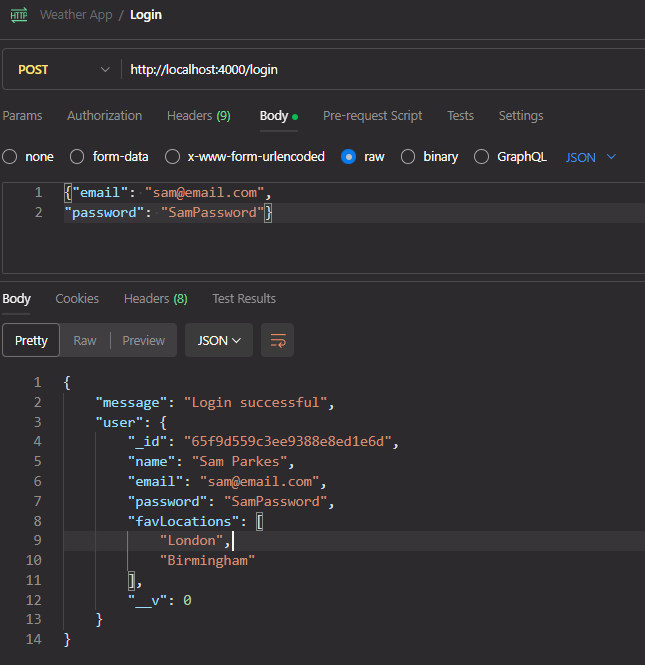 HTTP Weather App / Login
POST http://localhost:4000/login
Params Authorization Headers (9) Body Pre-request Script Tests Settings
none form-data x-www-form-urlencoded raw binary GraphQL JSON
1 {"email": "sam@email.com",
2 "password": "SamPassword"}
Body Cookies Headers (8) Test Results
Pretty Raw Preview JSON
1 {
2 "message": "Login successful",
3 "user": {
4 "_id": "65f9d559c3ee9388e8ed1e6d",
5 "name": "Sam Parkes",
6 "email": "sam@email.com",
7 "password": "SamPassword",
8 "favLocations": [
9 "London",
10 "Birmingham"
11 ],
12 "__v": 0
13 }
14 }